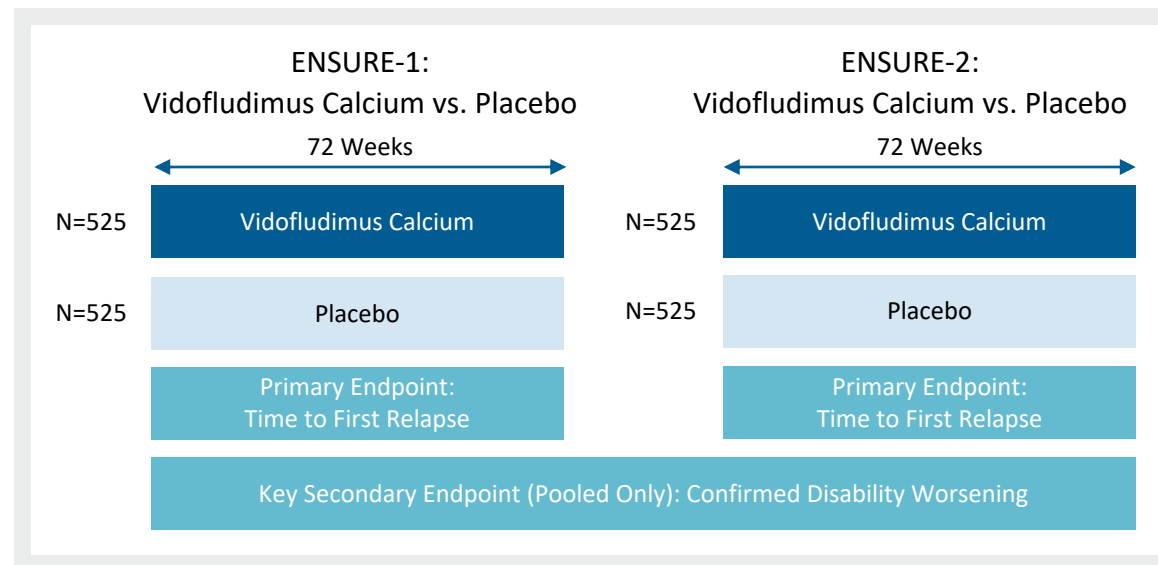 ENSURE-1:
Vidofludimus Calcium vs. Placebo
72 Weeks
N=525
Vidofludimus Calcium
N=525
Placebo
Primary Endpoint:
Time to First Relapse
ENSURE-2:
Vidofludimus Calcium vs. Placebo
72 Weeks
N=525
Vidofludimus Calcium
N=525
Placebo
Primary Endpoint:
Time to First Relapse
Key Secondary Endpoint (Pooled Only): Confirmed Disability Worsening